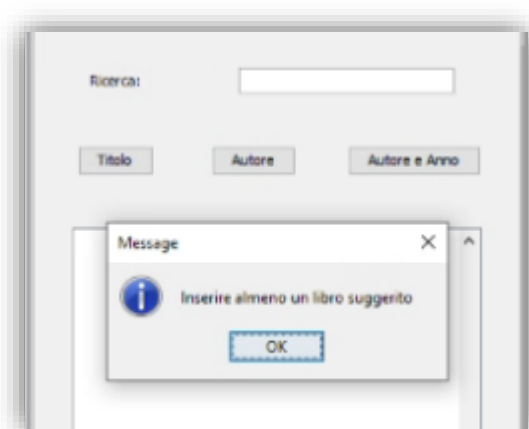 Ricerca:
Titolo Autore Autore e Anno
Message
Inserire almeno un libro suggerito
OK